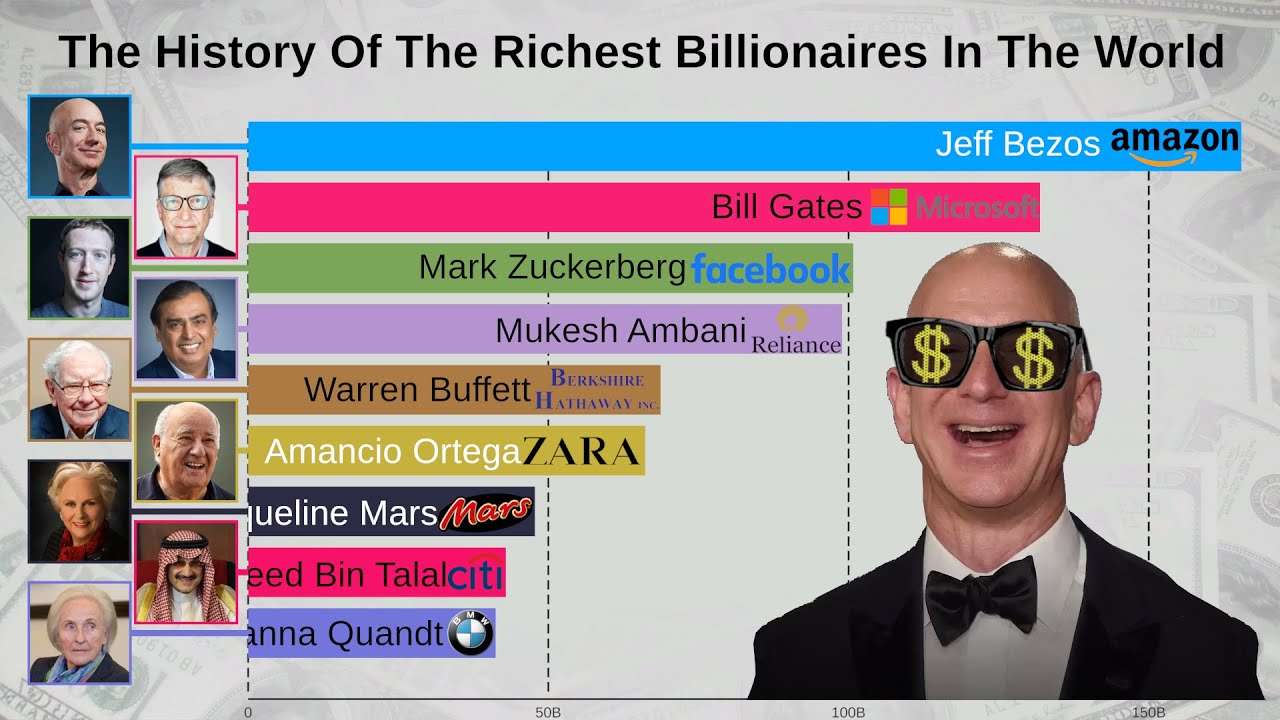 The History Of The Richest Billionaires In The World
Jeff Bezos amazon
Bill Gates Microsoft
Mark Zuckerberg facebook
Mukesh Ambani Reliance
Warren Buffett BERKSHIRE HATHAWAY INC.
Amancio Ortega ZARA
queline Mars Mars
eed Bin Talal citi
anna Quandt BMW
$ $
0 50B 100B 150B